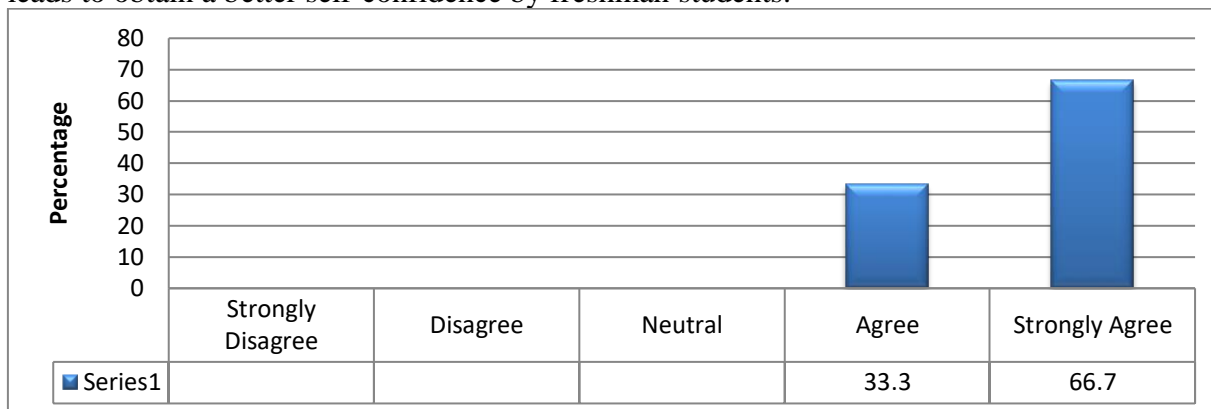 leads to obtain a better self-confidence by freshman students.
80
70
60
50
40
30
20
10
0
Percentage
Strongly Disagree
Disagree
Neutral
Agree
Strongly Agree
Series1
33.3
66.7